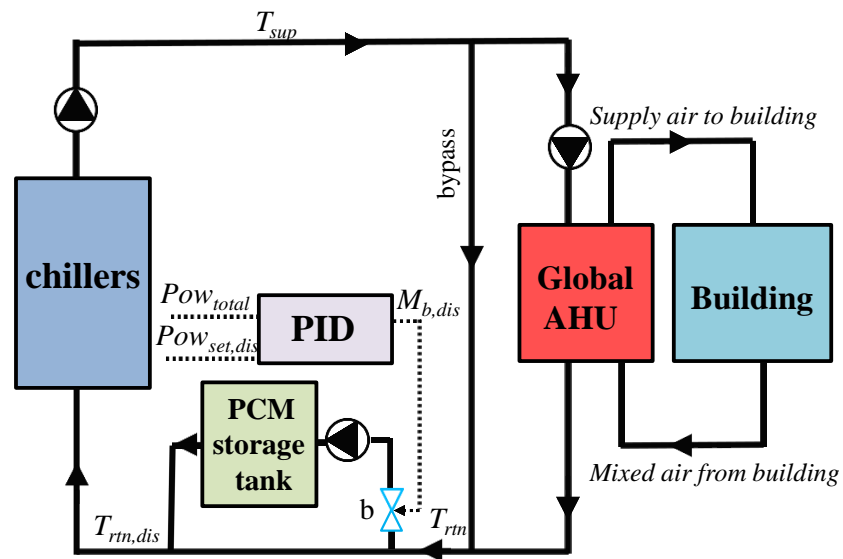 T_sup
Supply air to building
bypass
chillers
Global
AHU
Building
Pow_total
M_b,dis
PID
Pow_set,dis
PCM
storage
tank
Mixed air from building
b
T_rtn,dis
T_rtn